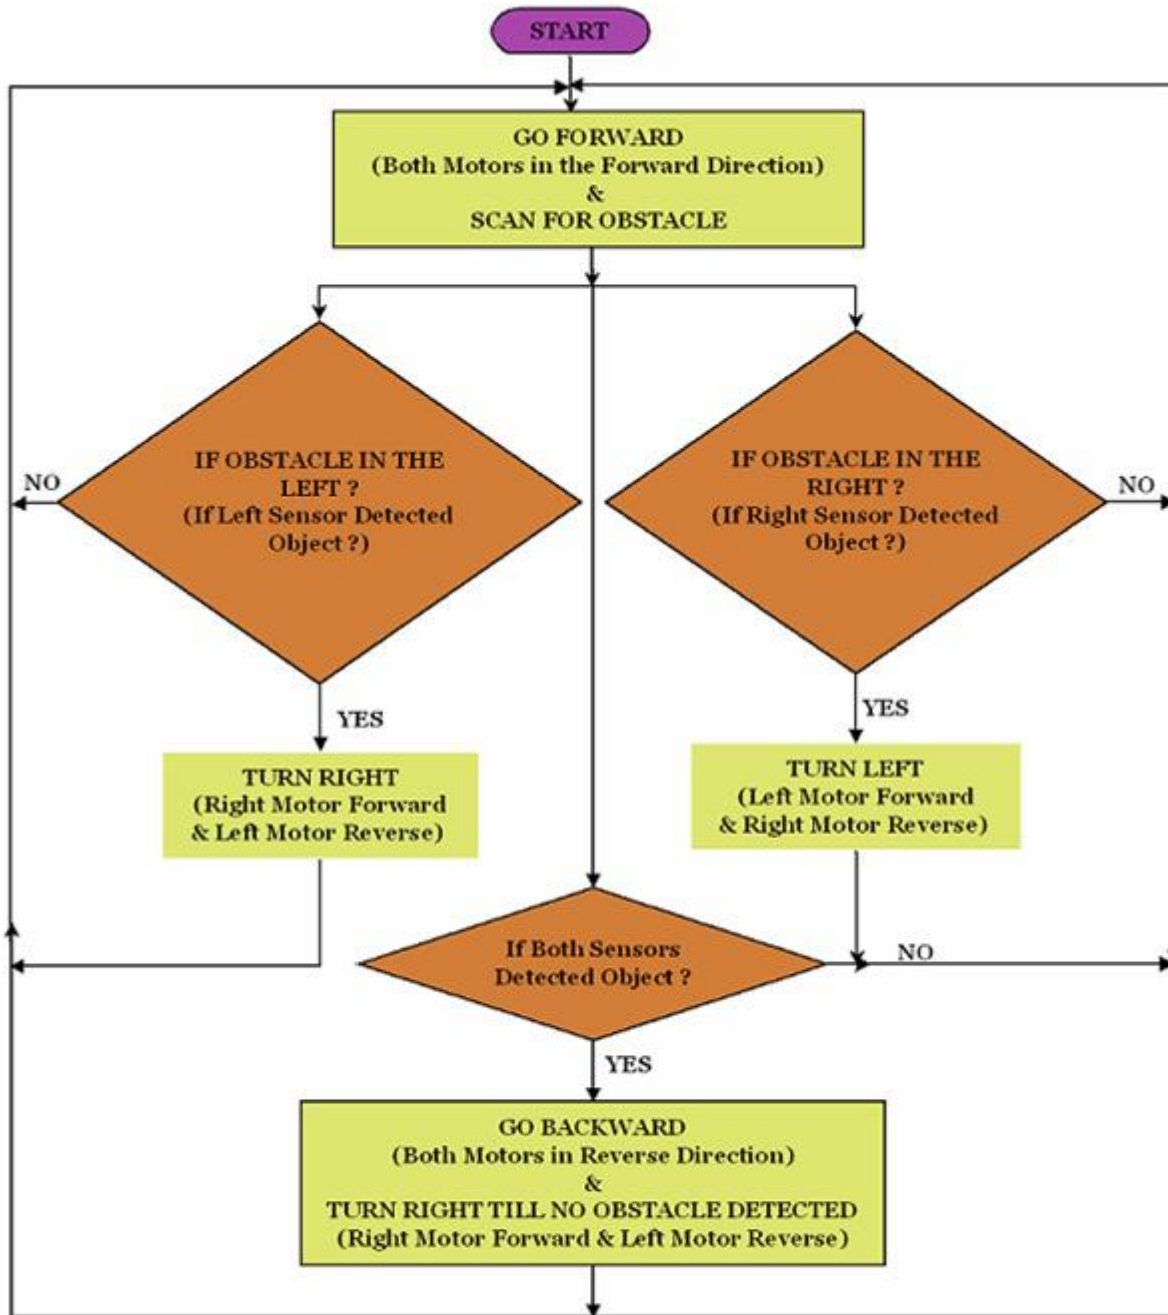 START
GO FORWARD
(Both Motors in the Forward Direction)
&
SCAN FOR OBSTACLE
IF OBSTACLE IN THE
LEFT ?
(If Left Sensor Detected
Object ?)
NO
IF OBSTACLE IN THE
RIGHT ?
(If Right Sensor Detected
Object ?)
NO
YES
YES
TURN RIGHT
(Right Motor Forward
& Left Motor Reverse)
TURN LEFT
(Left Motor Forward
& Right Motor Reverse)
If Both Sensors
Detected Object ?
NO
YES
GO BACKWARD
(Both Motors in Reverse Direction)
&
TURN RIGHT TILL NO OBSTACLE DETECTED
(Right Motor Forward & Left Motor Reverse)